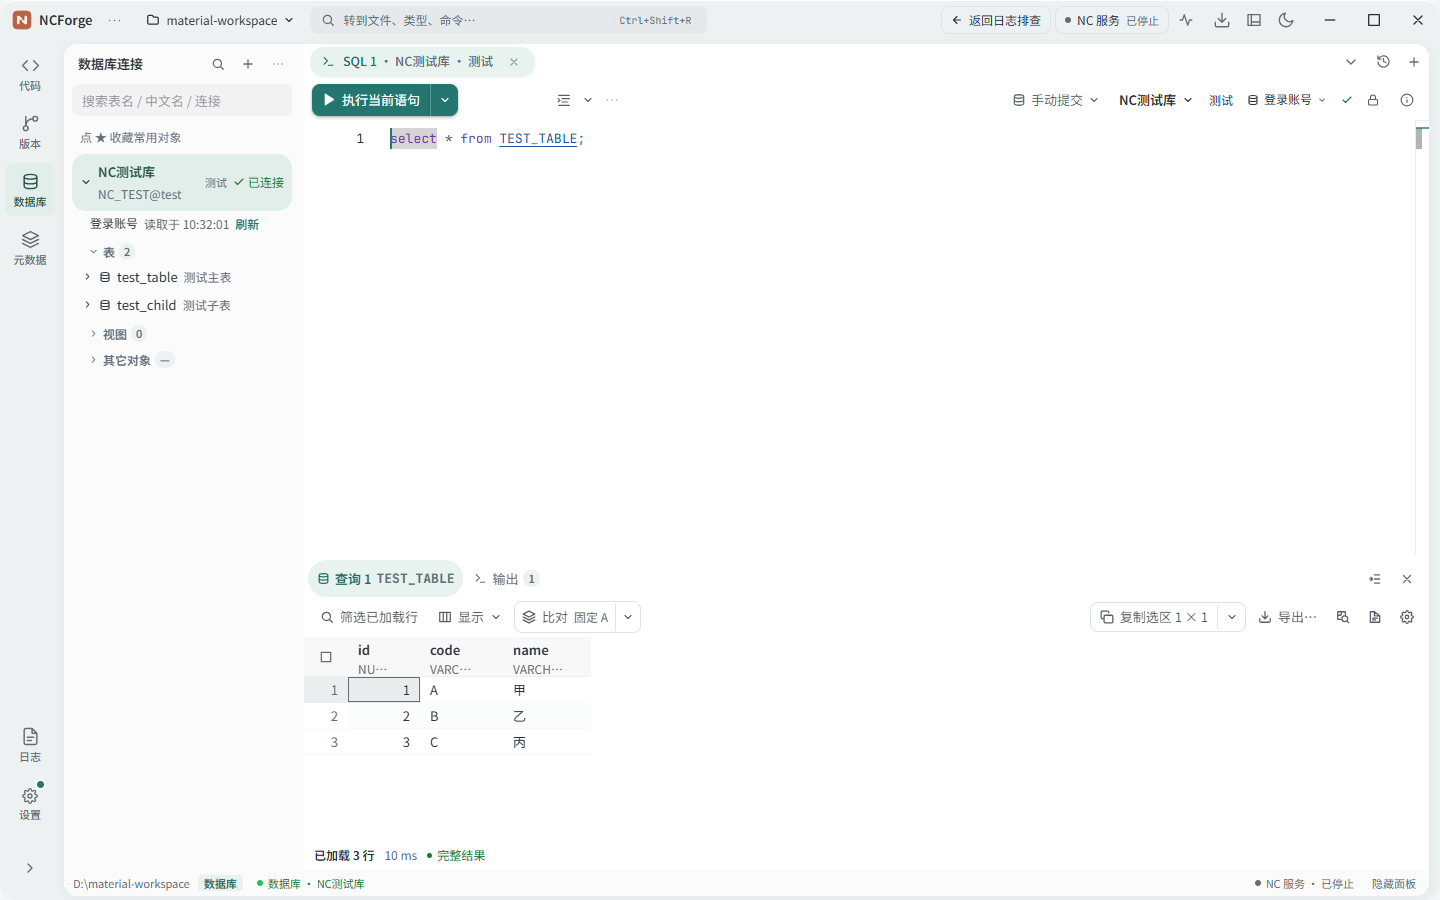 NCForge
material-workspace
转到文件、类型、命令…
Ctrl+Shift+R
返回日志排查
NC 服务 已停止
代码
版本
数据库
元数据
日志
设置
数据库连接
搜索表名 / 中文名 / 连接
点 ★ 收藏常用对象
NC测试库
NC_TEST@test
测试
已连接
登录账号 读取于 10:32:01 刷新
表 2
test_table 测试主表
test_child 测试子表
视图 0
其它对象 —
SQL 1 • NC测试库 • 测试
执行当前语句
手动提交
NC测试库
测试
登录账号
1 select * from TEST_TABLE;
查询 1 TEST_TABLE
输出 1
筛选已加载行
显示
比对 固定 A
复制选区 1 × 1
导出…
id code name
NU… VARC… VARCH…
1 1 A 甲
2 2 B 乙
3 3 C 丙
已加载 3 行 10 ms 完整结果
D:\material-workspace 数据库 数据库 • NC测试库
NC 服务 • 已停止 隐藏面板